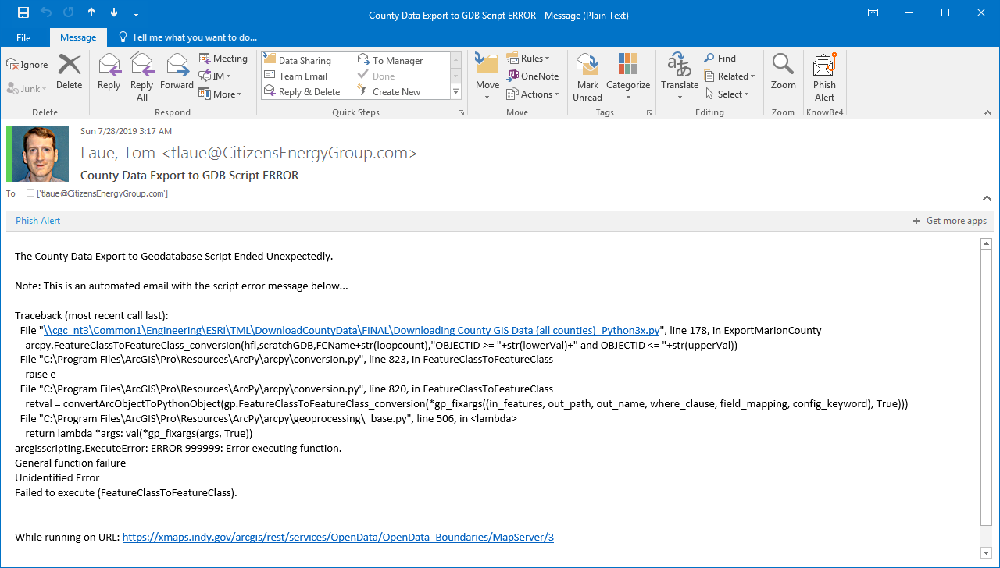 County Data Export to GDB Script ERROR - Message (Plain Text)
File
Message
Tell me what you want to do...
Ignore
Junk
Delete
Reply
Reply All
Forward
Meeting
IM
More
Data Sharing
Team Email
Reply & Delete
To Manager
Done
Create New
Move
Rules
OneNote
Actions
Mark Unread
Categorize
Translate
Find
Related
Select
Zoom
Phish Alert
Delete
Respond
Quick Steps
Move
Tags
Editing
Zoom
KnowBe4
Sun 7/28/2019 3:17 AM
Laue, Tom <tlaue@CitizensEnergyGroup.com>
County Data Export to GDB Script ERROR
To ['tlaue@CitizensEnergyGroup.com']
Phish Alert
+ Get more apps
The County Data Export to Geodatabase Script Ended Unexpectedly.
Note: This is an automated email with the script error message below...
Traceback (most recent call last):
File "\\cgc_nt3\Common1\Engineering\ESRI\TML\DownloadCountyData\FINAL\Downloading County GIS Data (all counties)_Python3x.py", line 178, in ExportMarionCounty
arcpy.FeatureClassToFeatureClass_conversion(hfl,scratchGDB,FCName+str(loopcount),"OBJECTID >= "+str(lowerVal)+" and OBJECTID <= "+str(upperVal))
File "C:\Program Files\ArcGIS\Pro\Resources\ArcPy\arcpy\conversion.py", line 823, in FeatureClassToFeatureClass
raise e
File "C:\Program Files\ArcGIS\Pro\Resources\ArcPy\arcpy\conversion.py", line 820, in FeatureClassToFeatureClass
retval = convertArcObjectToPythonObject(gp.FeatureClassToFeatureClass_conversion(*gp_fixargs((in_features, out_path, out_name, where_clause, field_mapping, config_keyword), True)))
File "C:\Program Files\ArcGIS\Pro\Resources\ArcPy\arcpy\geoprocessing\_base.py", line 506, in <lambda>
return lambda *args: val(*gp_fixargs(args, True))
arcgisscripting.ExecuteError: ERROR 999999: Error executing function.
General function failure
Unidentified Error
Failed to execute (FeatureClassToFeatureClass).
While running on URL: https://xmaps.indy.gov/arcgis/rest/services/OpenData/OpenData_Boundaries/MapServer/3